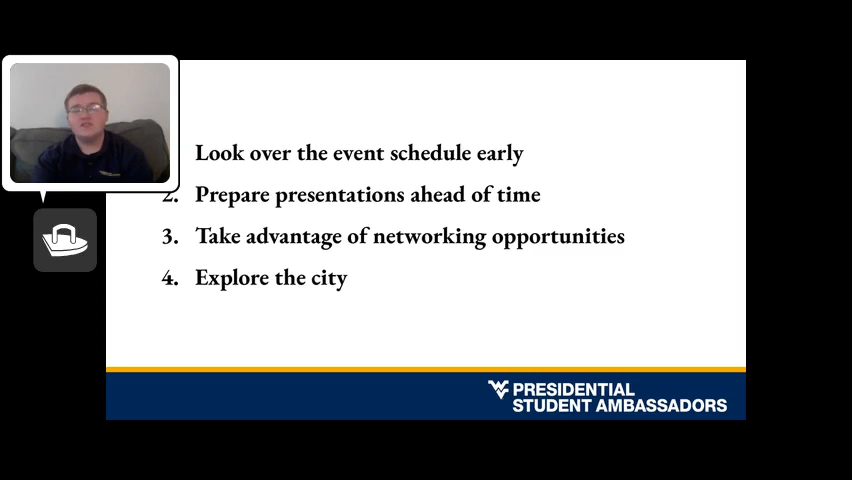 Look over the event schedule early
2. Prepare presentations ahead of time
3. Take advantage of networking opportunities
4. Explore the city
PRESIDENTIAL
STUDENT AMBASSADORS